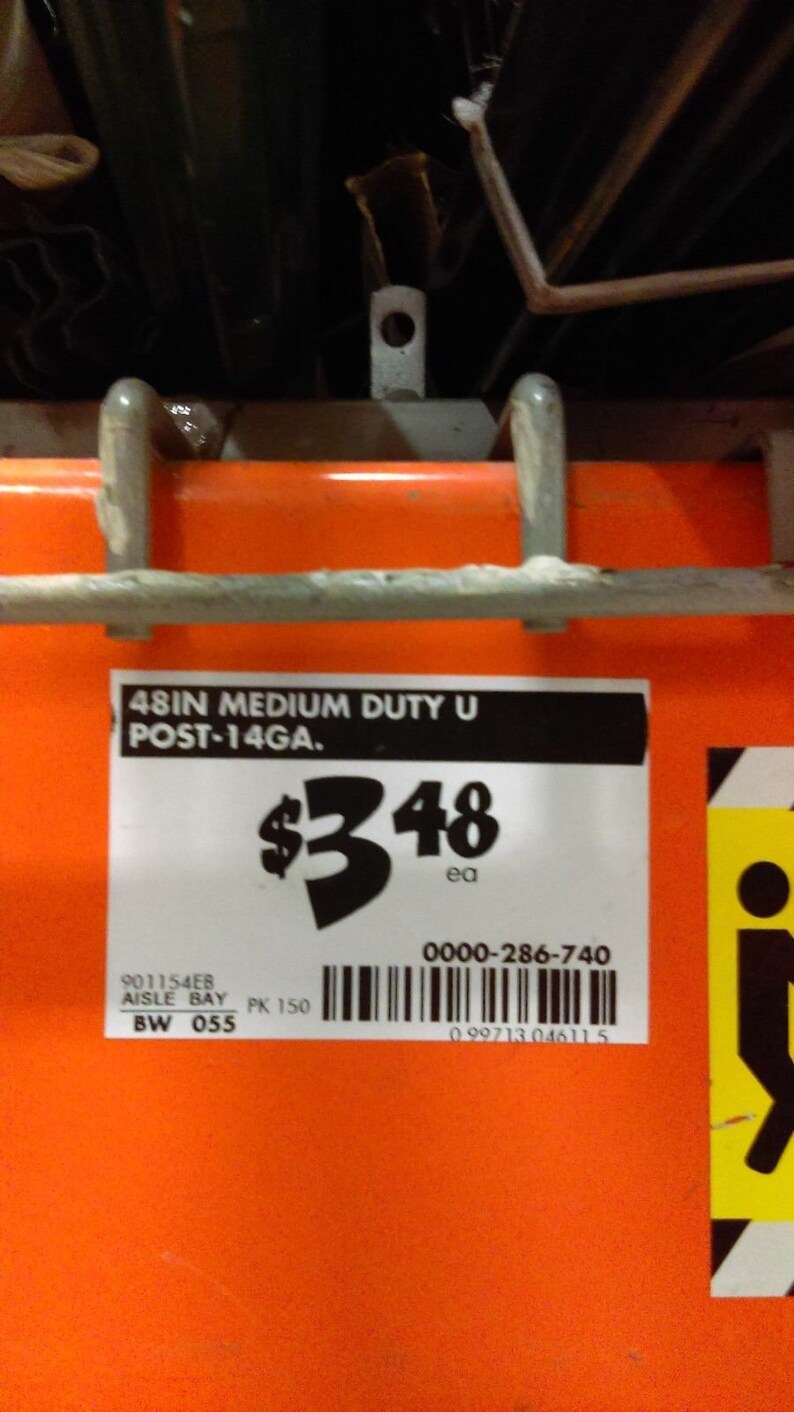 48IN MEDIUM DUTY U
POST-14GA.
$3 48
ea
0000-286-740
901154EB
AISLE BAY PK 150
BW 055
0 99713 04611 5